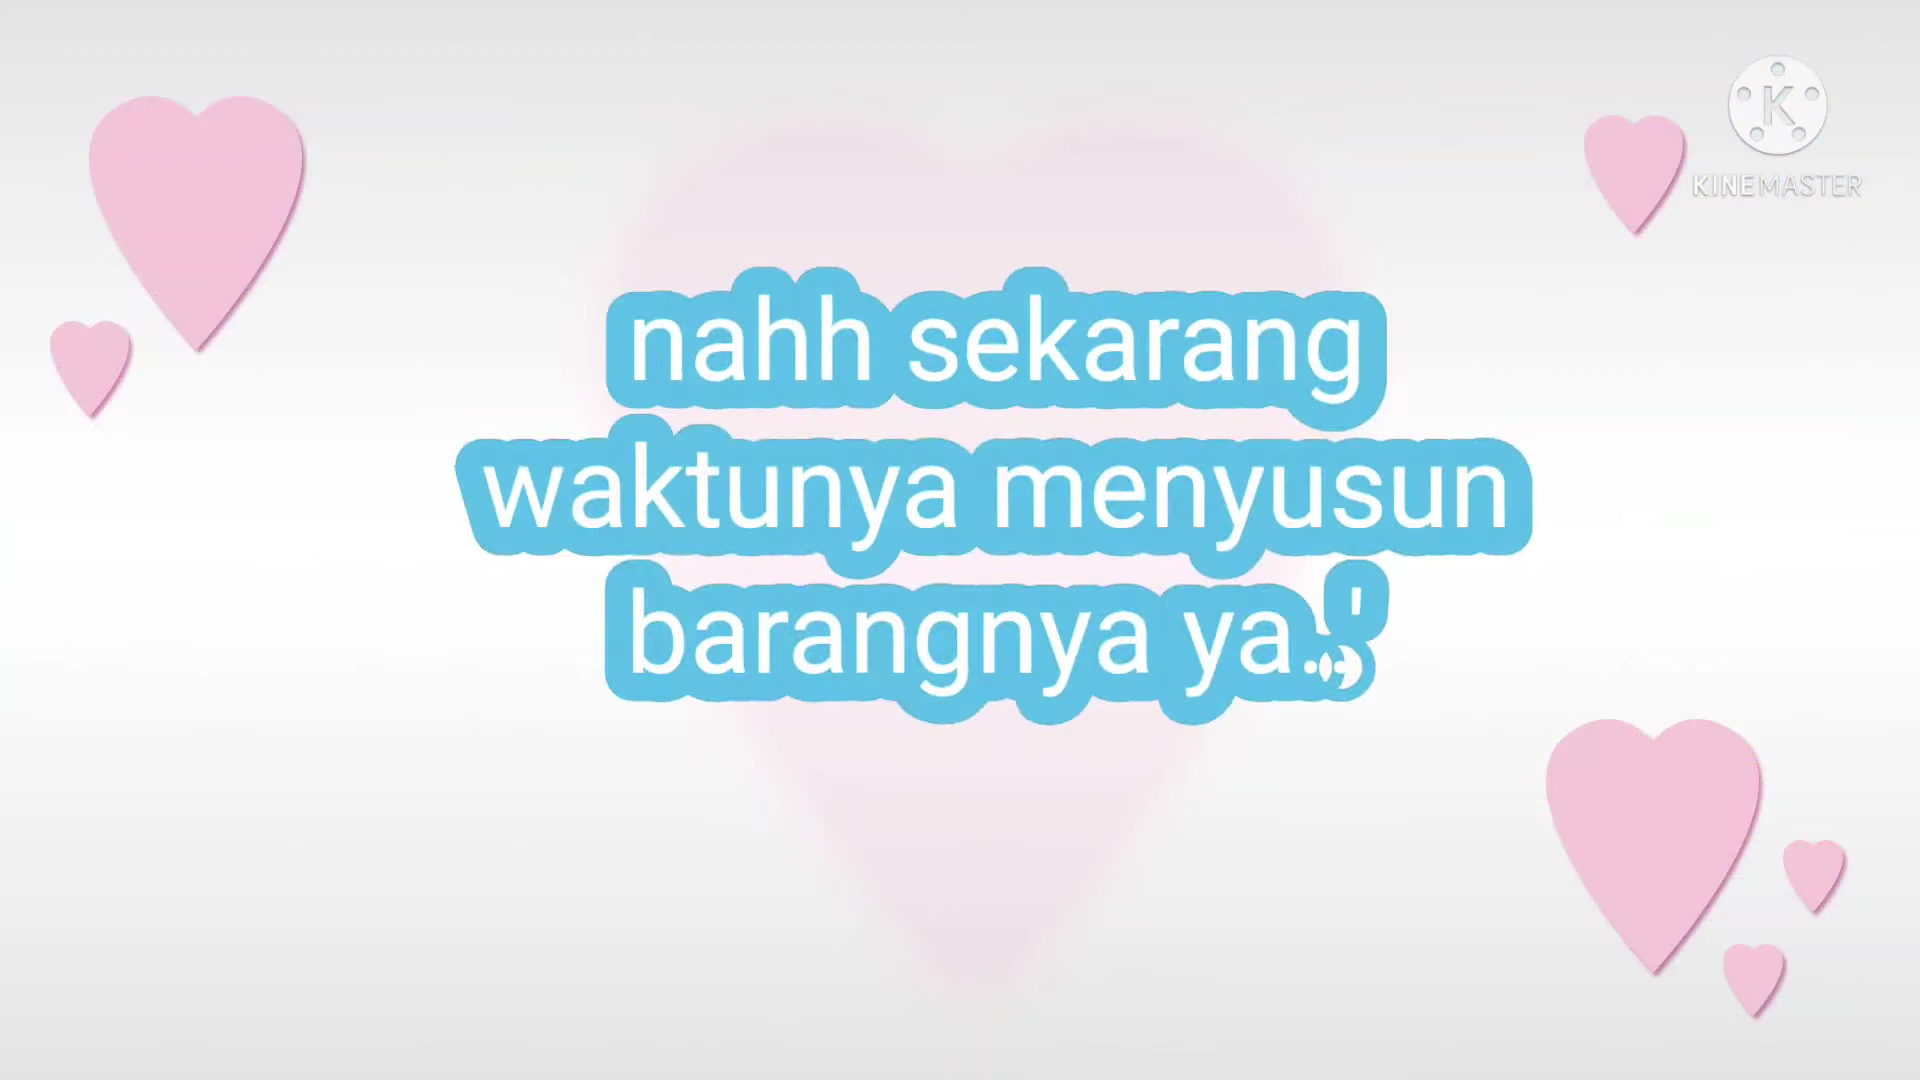 nahh sekarang
waktunya menyusun
barangnya ya.
K
KINEMASTER